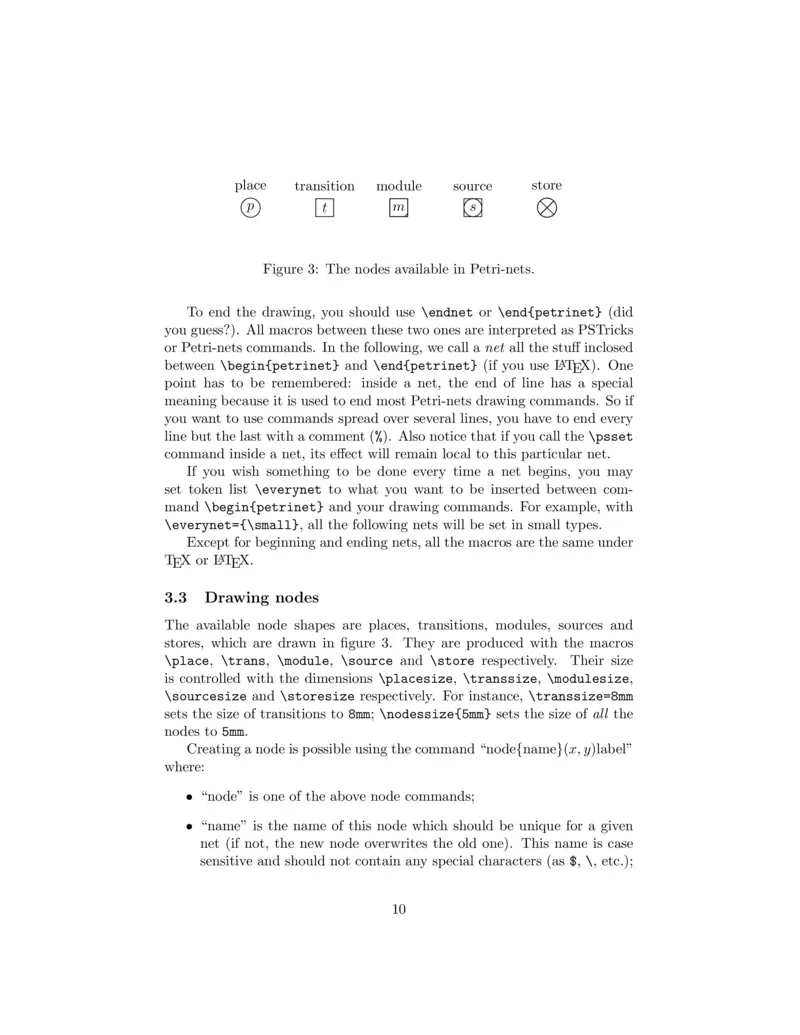 place transition module source store
p t m s
Figure 3: The nodes available in Petri-nets.
To end the drawing, you should use \endnet or \end{petrinet} (did
you guess?). All macros between these two ones are interpreted as PSTricks
or Petri-nets commands. In the following, we call a net all the stuff inclosed
between \begin{petrinet} and \end{petrinet} (if you use LATEX). One
point has to be remembered: inside a net, the end of line has a special
meaning because it is used to end most Petri-nets drawing commands. So if
you want to use commands spread over several lines, you have to end every
line but the last with a comment (%). Also notice that if you call the \psset
command inside a net, its effect will remain local to this particular net.
If you wish something to be done every time a net begins, you may
set token list \everynet to what you want to be inserted between com-
mand \begin{petrinet} and your drawing commands. For example, with
\everynet={\small}, all the following nets will be set in small types.
Except for beginning and ending nets, all the macros are the same under
TEX or LATEX.
3.3 Drawing nodes
The available node shapes are places, transitions, modules, sources and
stores, which are drawn in figure 3. They are produced with the macros
\place, \trans, \module, \source and \store respectively. Their size
is controlled with the dimensions \placesize, \transsize, \modulesize,
\sourcesize and \storesize respectively. For instance, \transsize=8mm
sets the size of transitions to 8mm; \nodessize{5mm} sets the size of all the
nodes to 5mm.
Creating a node is possible using the command “node{name}(x, y)label”
where:
• “node” is one of the above node commands;
• “name” is the name of this node which should be unique for a given
net (if not, the new node overwrites the old one). This name is case
sensitive and should not contain any special characters (as $, \, etc.);
10